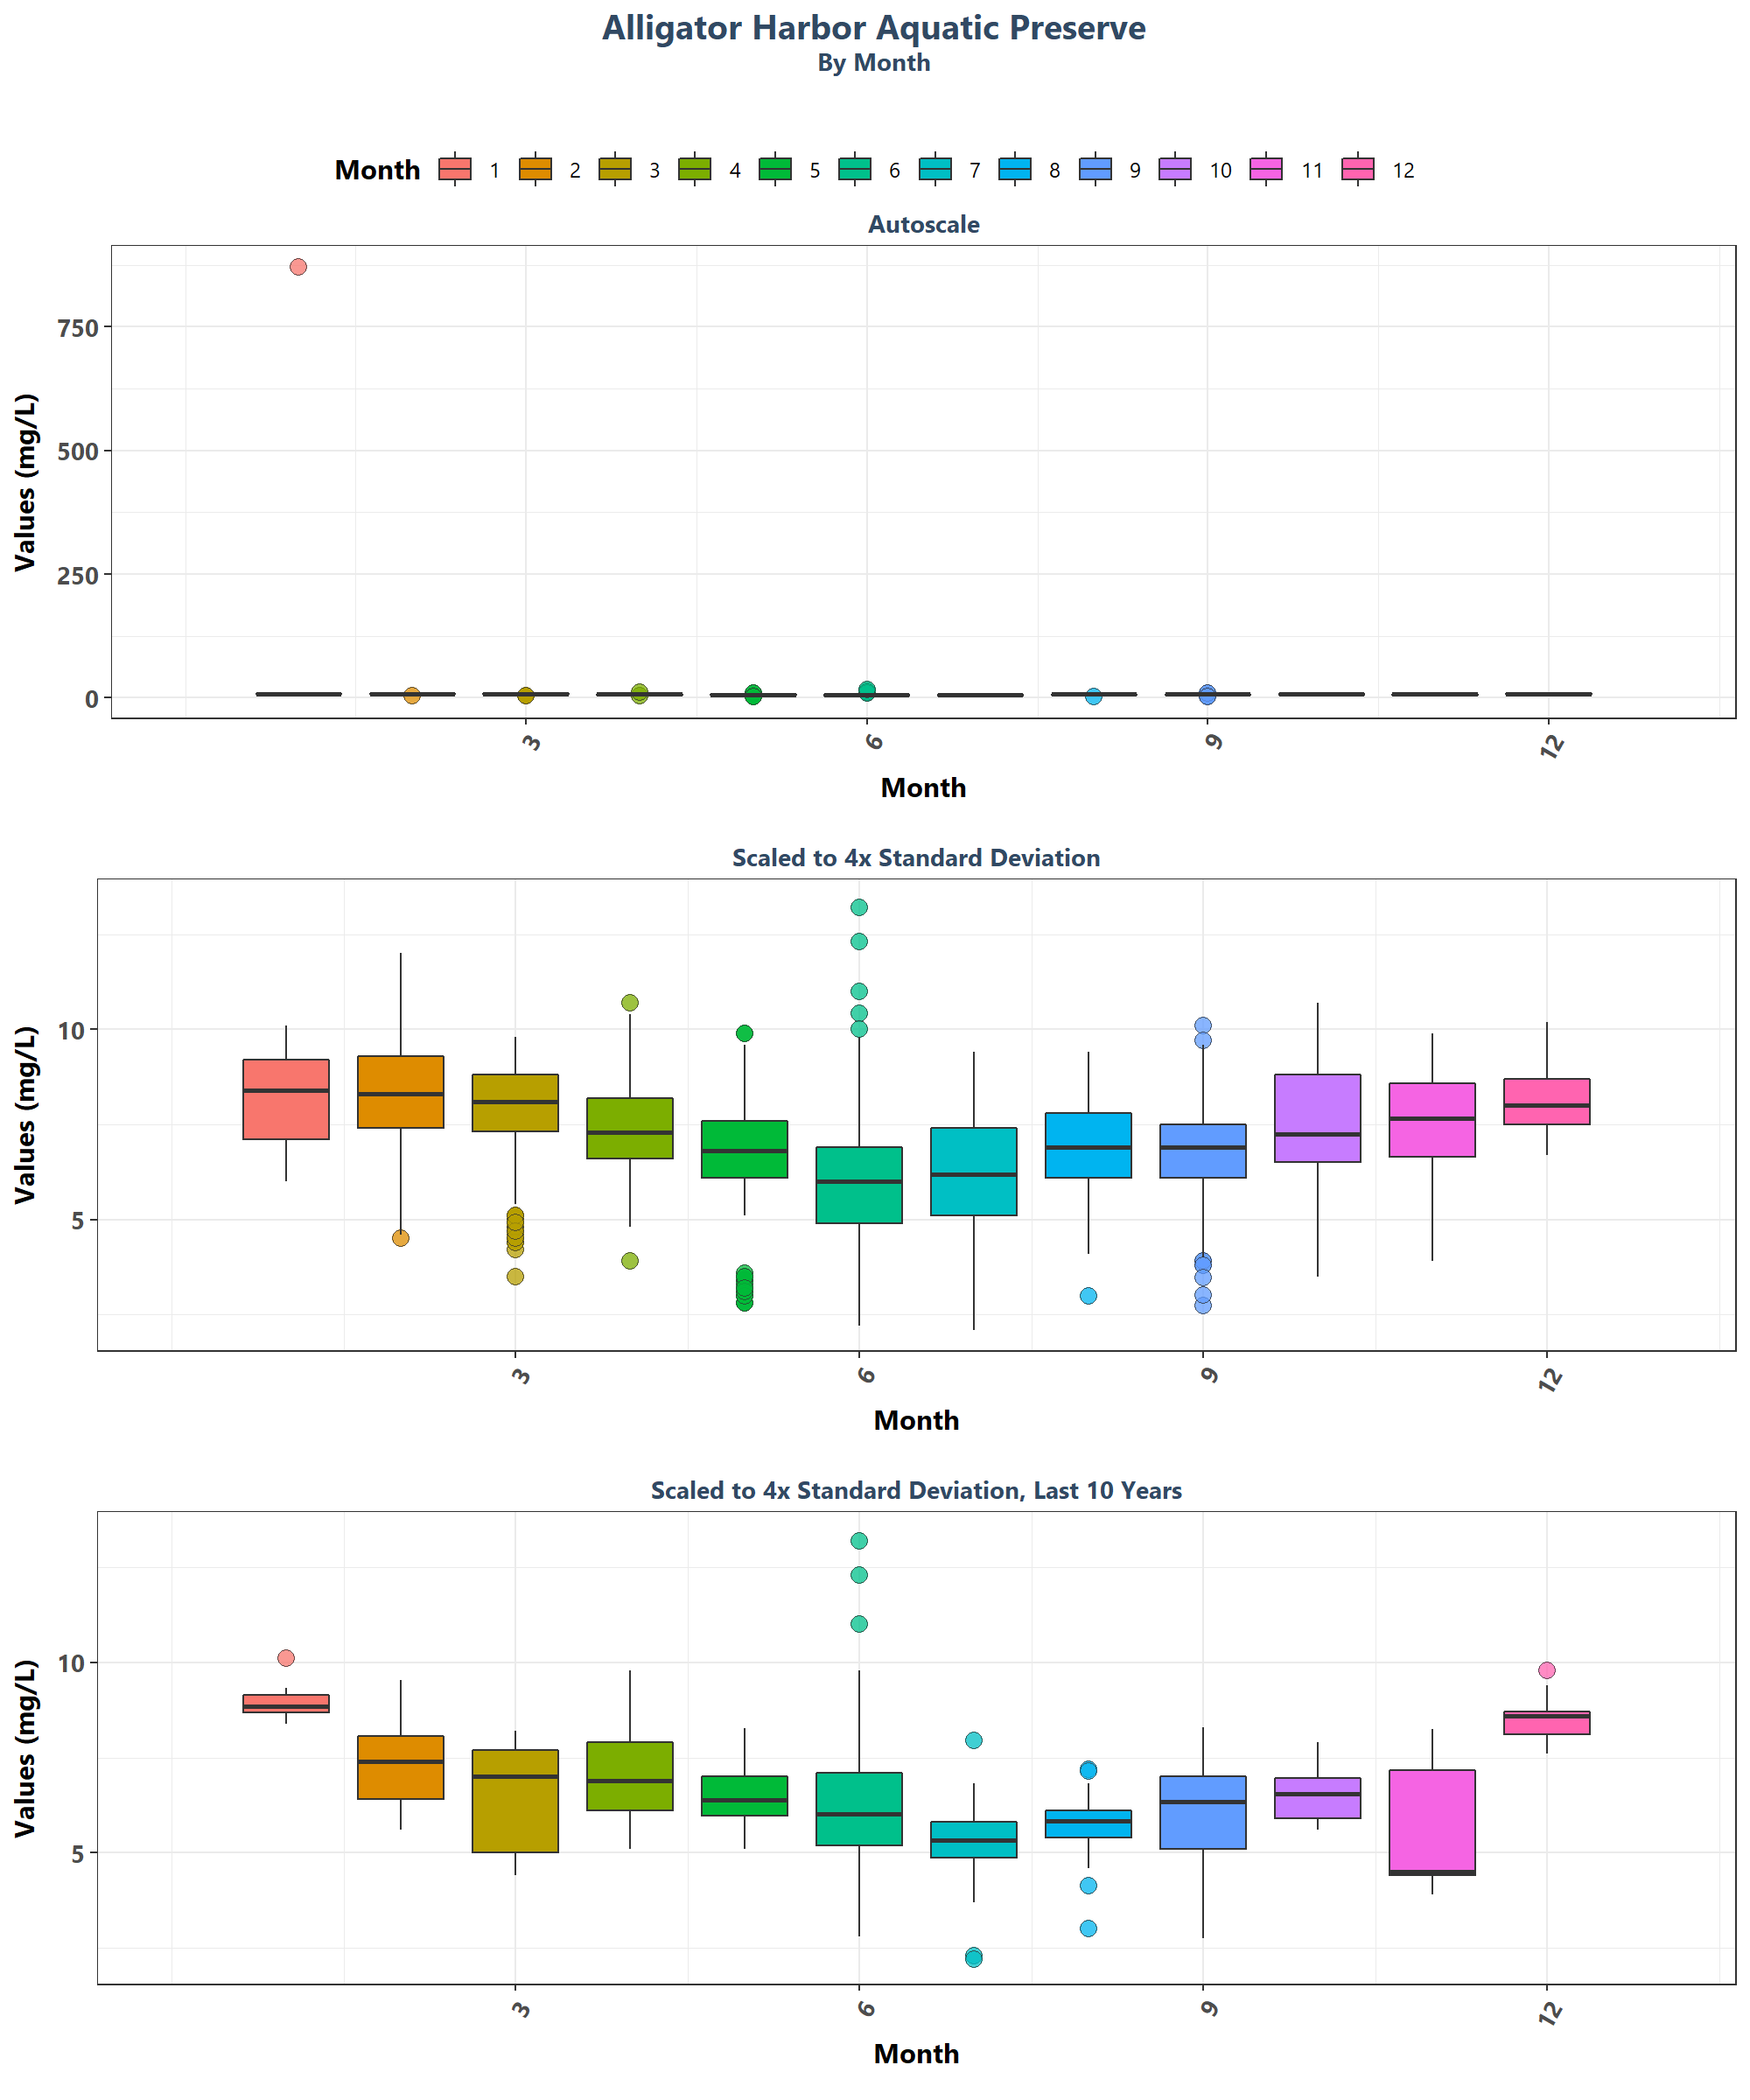 Alligator Harbor Aquatic Preserve
By Month
Month 1 2 3 4 5 6 7 8 9 10 11 12
Autoscale
Values (mg/L)
750
500
250
0
3 6 9 12
Month
Scaled to 4x Standard Deviation
Values (mg/L)
10
5
3 6 9 12
Month
Scaled to 4x Standard Deviation, Last 10 Years
Values (mg/L)
10
5
3 6 9 12
Month